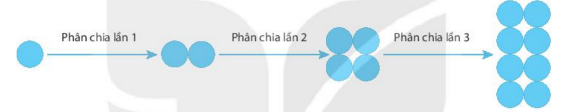 Phân chia lần 1
Phân chia lần 2
Phân chia lần 3